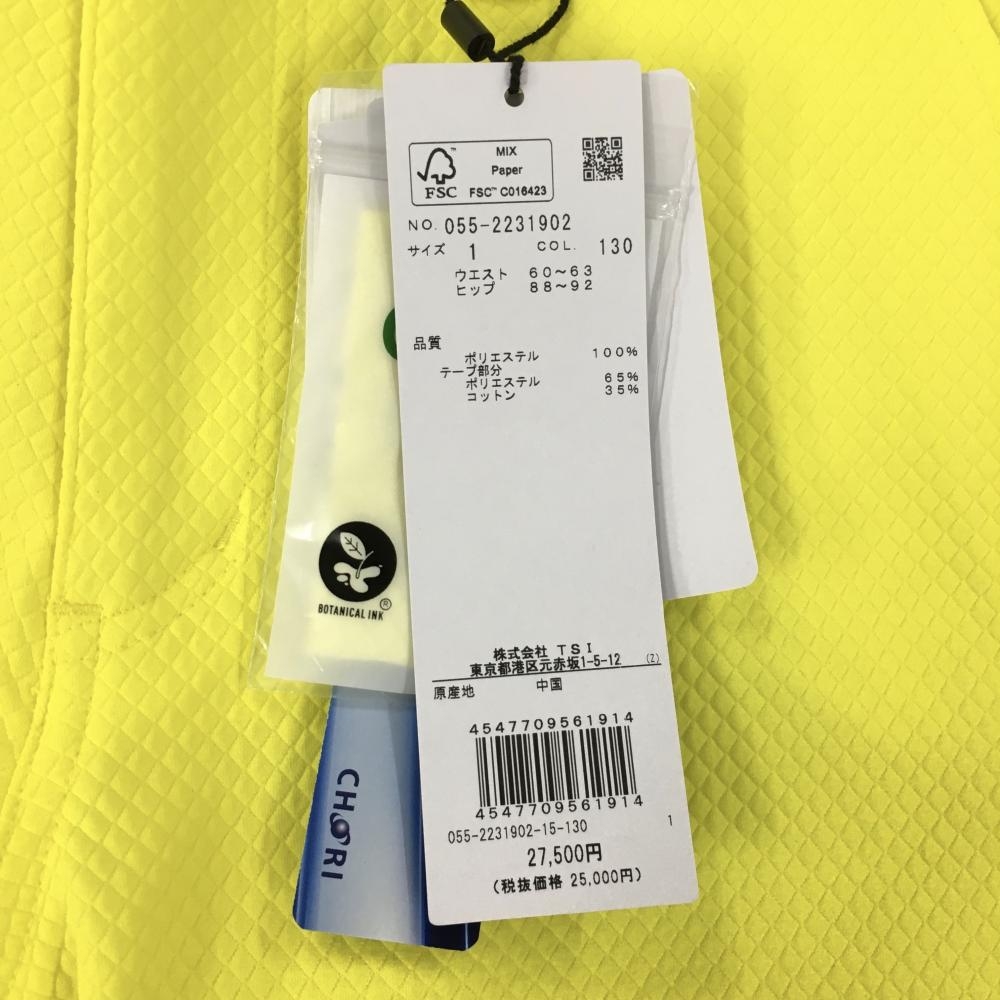 MIX
Paper
FSC™ C016423
FSC
NO. 055-2231902
サイズ 1 COL. 130
ウエスト 60～63
ヒップ 88～92
品質
ポリエステル 100%
テープ部分
ポリエステル 65%
コットン 35%
BOTANICAL INK®
株式会社 TSI
東京都港区元赤坂1-5-12 (Z)
原産地 中国
4547709561914
4547709561914
055-2231902-15-130 1
27,500円
(税抜価格 25,000円)
CHORI